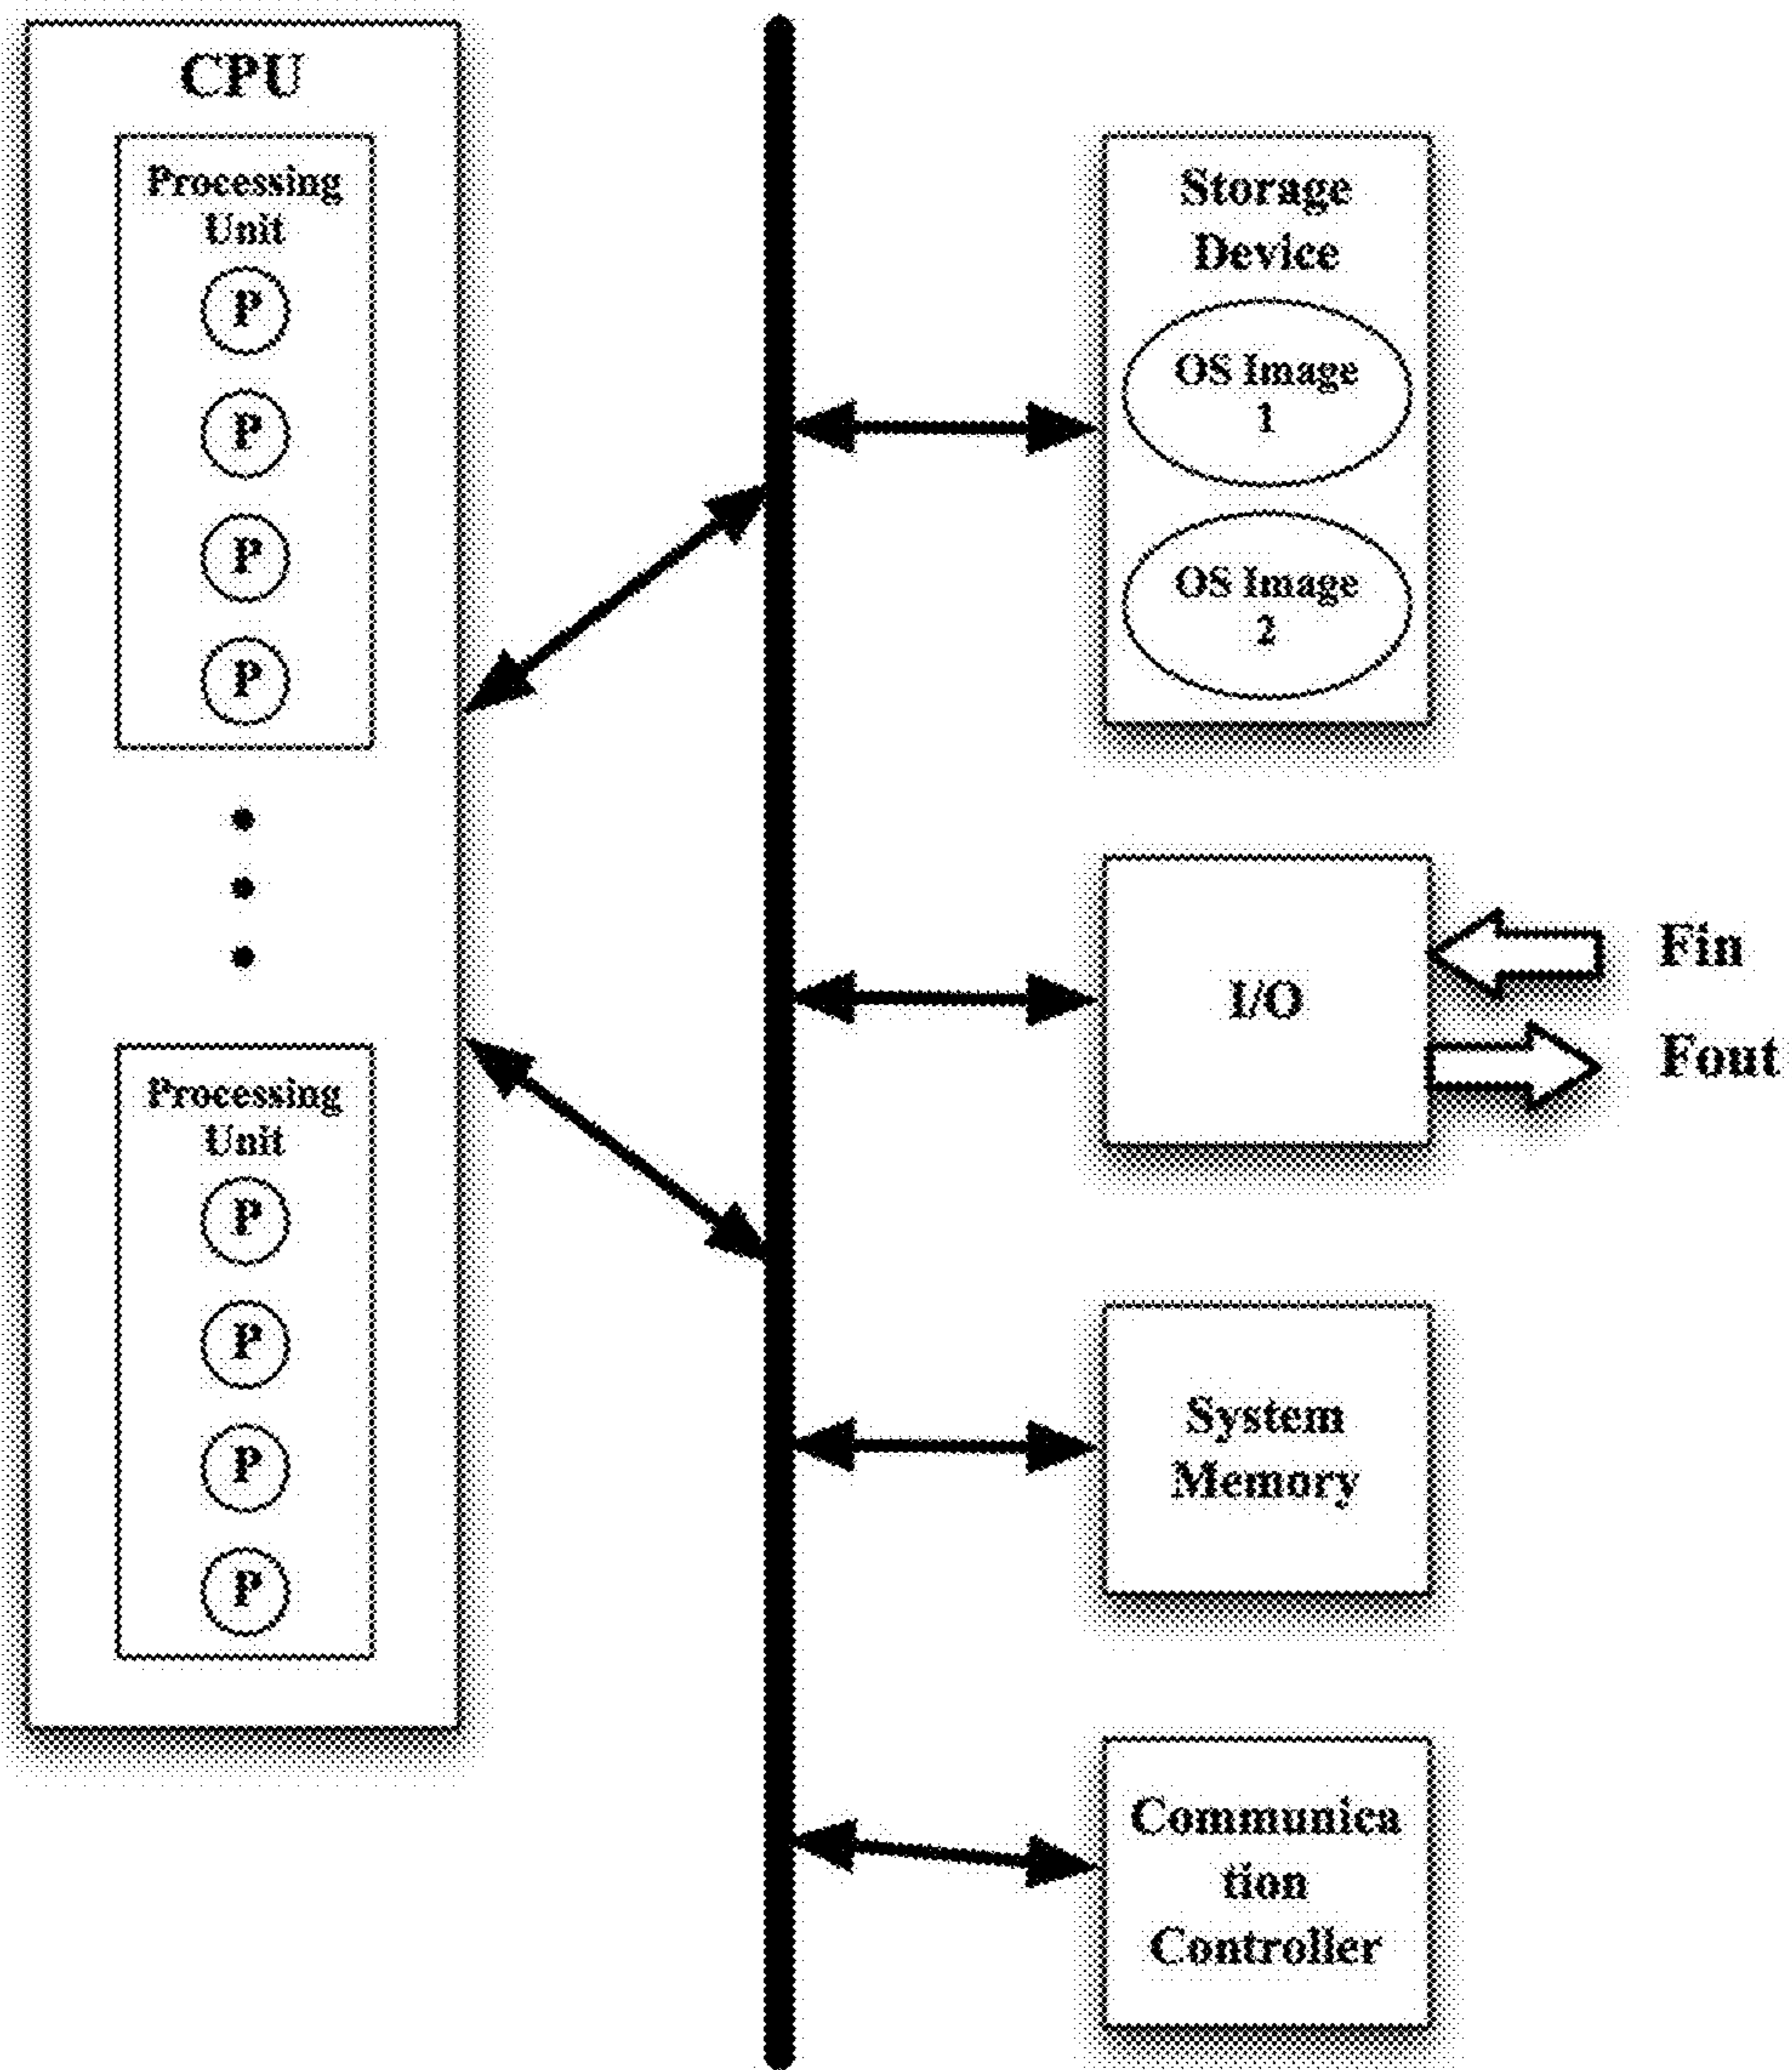 CPU
Processing
Unit
P
P
P
P
Processing
Unit
P
P
P
P
Storage
Device
OS Image
1
OS Image
2
I/O
Fin
Fout
System
Memory
Communica
tion
Controller